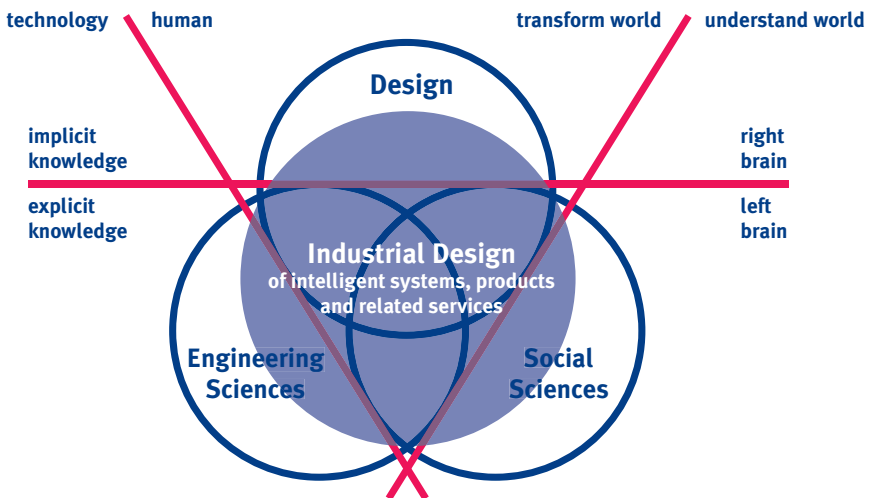 technology human transform world understand world
Design
implicit
knowledge
right
brain
explicit
knowledge
left
brain
Industrial Design
of intelligent systems, products
and related services
Engineering
Sciences
Social
Sciences